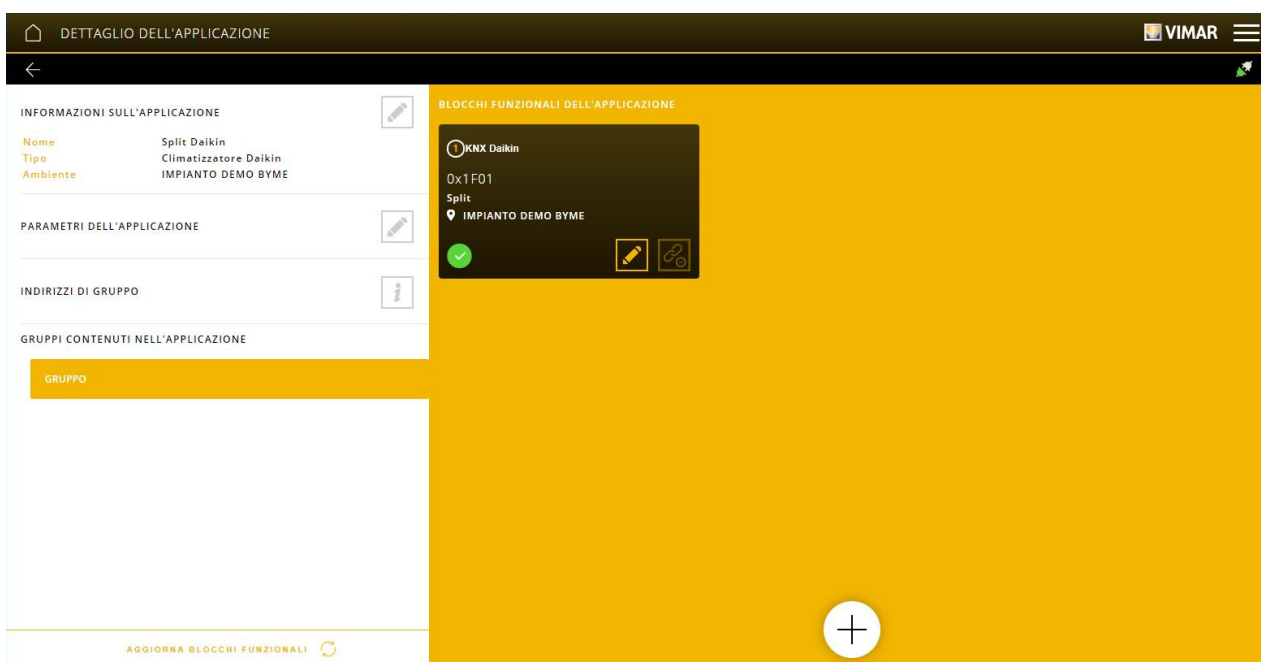 DETTAGLIO DELL'APPLICAZIONE
VIMAR
INFORMAZIONI SULL'APPLICAZIONE
Nome Split Daikin
Tipo Climatizzatore Daikin
Ambiente IMPIANTO DEMO BYME
PARAMETRI DELL'APPLICAZIONE
INDIRIZZI DI GRUPPO
i
GRUPPI CONTENUTI NELL'APPLICAZIONE
GRUPPO
AGGIORNA BLOCCHI FUNZIONALI
BLOCCHI FUNZIONALI DELL'APPLICAZIONE
1 KNX Daikin
0x1F01
Split
IMPIANTO DEMO BYME